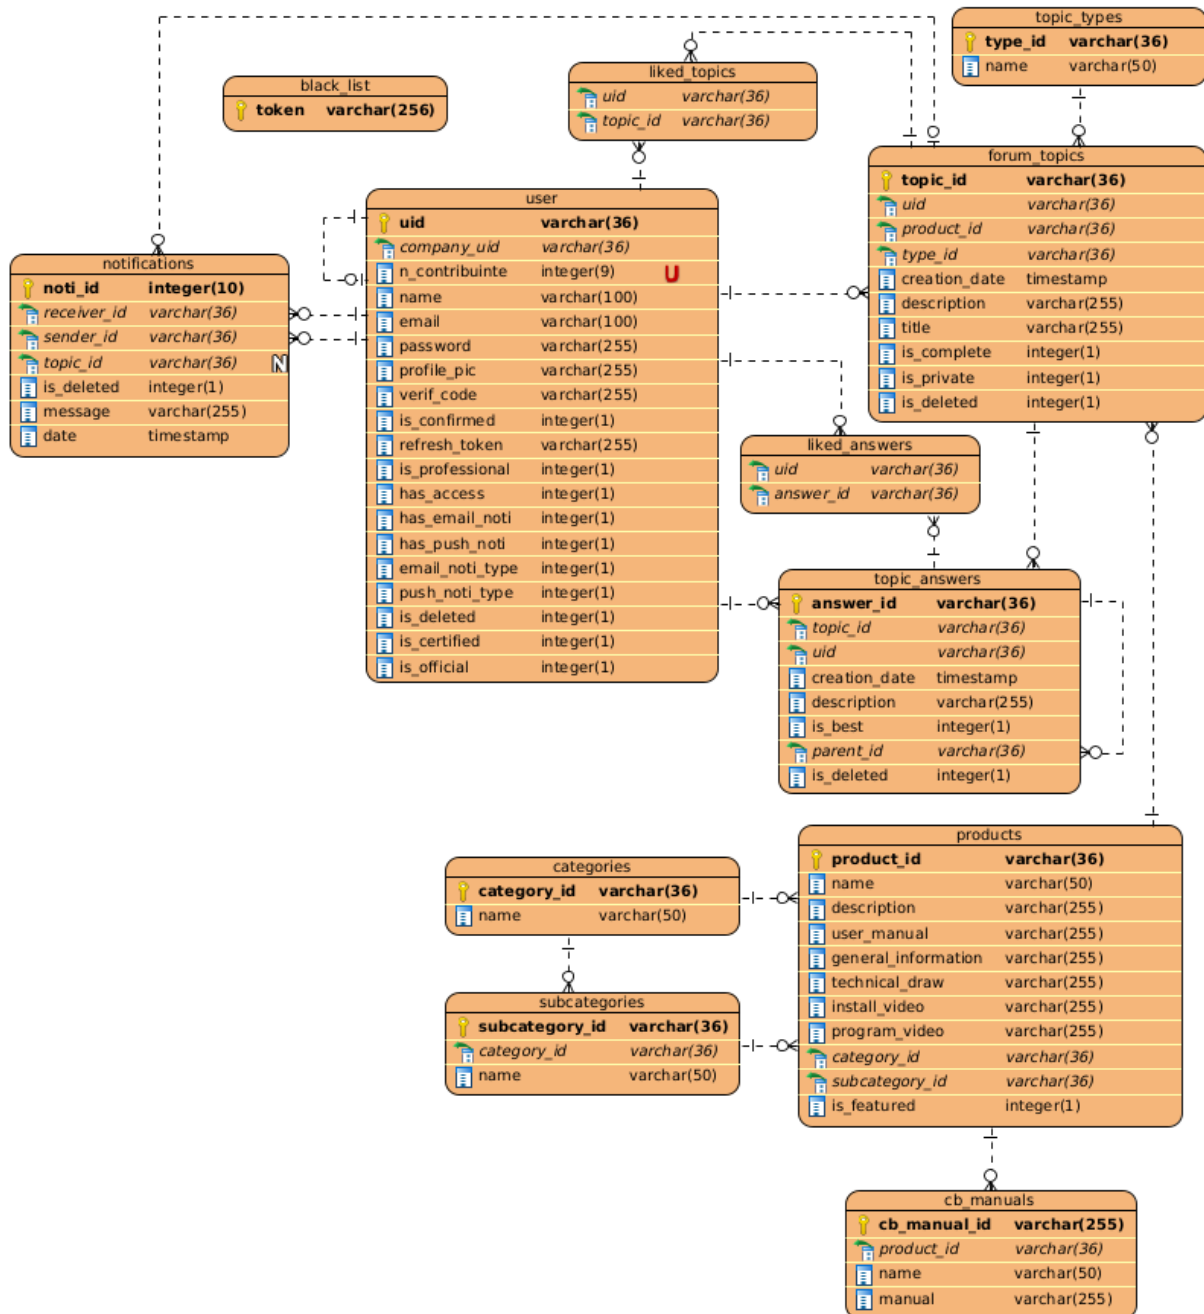 topic_types
type_id varchar(36)
name varchar(50)
liked_topics
uid varchar(36)
topic_id varchar(36)
black_list
token varchar(256)
forum_topics
topic_id varchar(36)
uid varchar(36)
product_id varchar(36)
type_id varchar(36)
creation_date timestamp
description varchar(255)
title varchar(255)
is_complete integer(1)
is_private integer(1)
is_deleted integer(1)
user
uid varchar(36)
company_uid varchar(36)
n_contribuinte integer(9) U
name varchar(100)
email varchar(100)
password varchar(255)
profile_pic varchar(255)
verif_code varchar(255)
is_confirmed integer(1)
refresh_token varchar(255)
is_professional integer(1)
has_access integer(1)
has_email_noti integer(1)
has_push_noti integer(1)
email_noti_type integer(1)
push_noti_type integer(1)
is_deleted integer(1)
is_certified integer(1)
is_official integer(1)
notifications
noti_id integer(10)
receiver_id varchar(36)
sender_id varchar(36)
topic_id varchar(36) N
is_deleted integer(1)
message varchar(255)
date timestamp
liked_answers
uid varchar(36)
answer_id varchar(36)
topic_answers
answer_id varchar(36)
topic_id varchar(36)
uid varchar(36)
creation_date timestamp
description varchar(255)
is_best integer(1)
parent_id varchar(36)
is_deleted integer(1)
products
product_id varchar(36)
name varchar(50)
description varchar(255)
user_manual varchar(255)
general_information varchar(255)
technical_draw varchar(255)
install_video varchar(255)
program_video varchar(255)
category_id varchar(36)
subcategory_id varchar(36)
is_featured integer(1)
categories
category_id varchar(36)
name varchar(50)
subcategories
subcategory_id varchar(36)
category_id varchar(36)
name varchar(50)
cb_manuals
cb_manual_id varchar(255)
product_id varchar(36)
name varchar(50)
manual varchar(255)